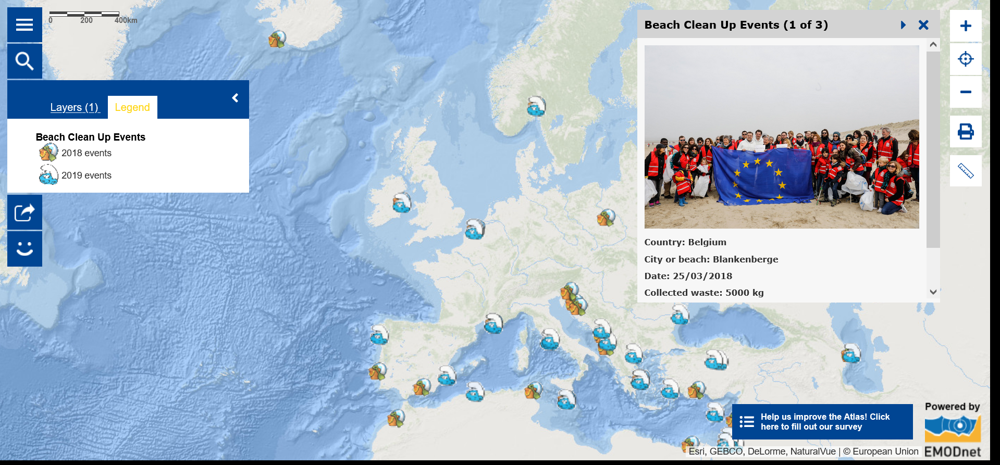 0 200 400km
Layers (1)
Legend
Beach Clean Up Events
2018 events
2019 events
Beach Clean Up Events (1 of 3)
Country: Belgium
City or beach: Blankenberge
Date: 25/03/2018
Collected waste: 5000 kg
Help us improve the Atlas! Click
here to fill out our survey
Powered by
EMODnet
Esri, GEBCO, DeLorme, NaturalVue | © European Union